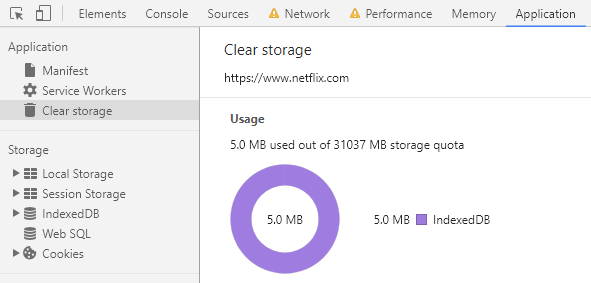 Elements Console Sources Network Performance Memory Application
Application
Manifest
Service Workers
Clear storage
Storage
Local Storage
Session Storage
IndexedDB
Web SQL
Cookies
Clear storage
https://www.netflix.com
Usage
5.0 MB used out of 31037 MB storage quota
5.0 MB
5.0 MB IndexedDB